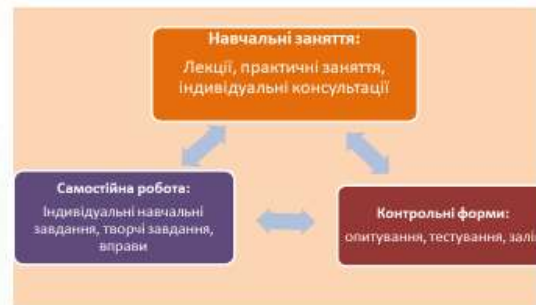 Навчальні заняття:
Лекції, практичні заняття,
індивідуальні консультації
Самостійна робота:
Індивідуальні навчальні
завдання, творчі завдання,
вправи
Контрольні форми:
опитування, тестування, залі